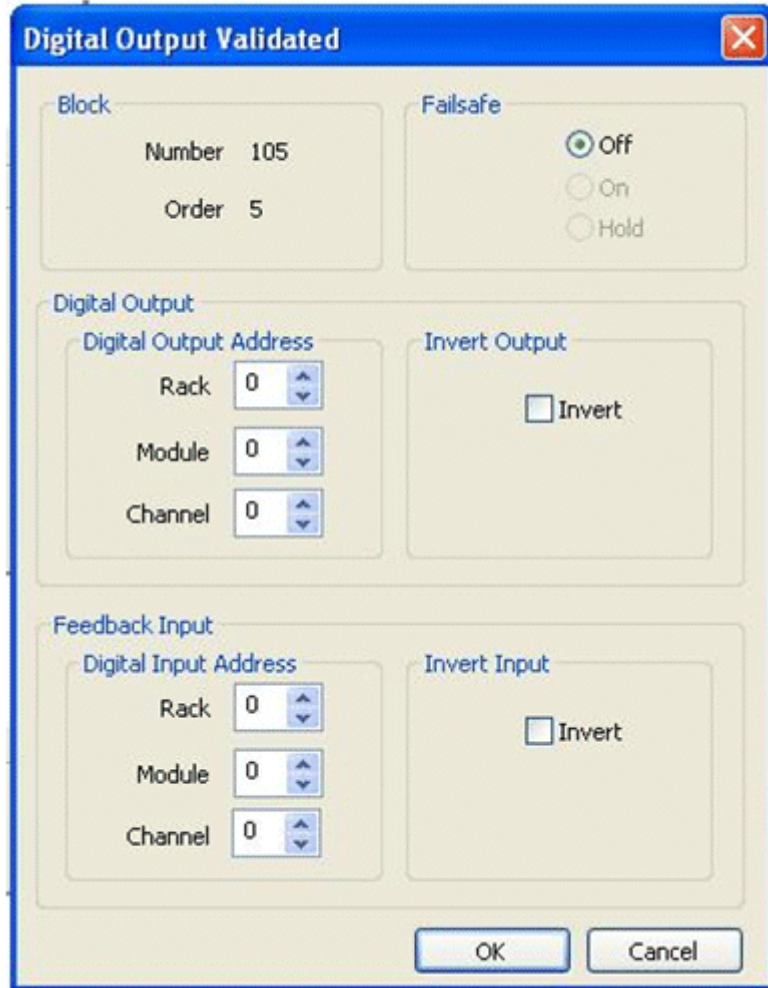 Digital Output Validated
Block
Number 105
Order 5
Failsafe
Off
On
Hold
Digital Output
Digital Output Address
Rack 0
Module 0
Channel 0
Invert Output
Invert
Feedback Input
Digital Input Address
Rack 0
Module 0
Channel 0
Invert Input
Invert
OK
Cancel